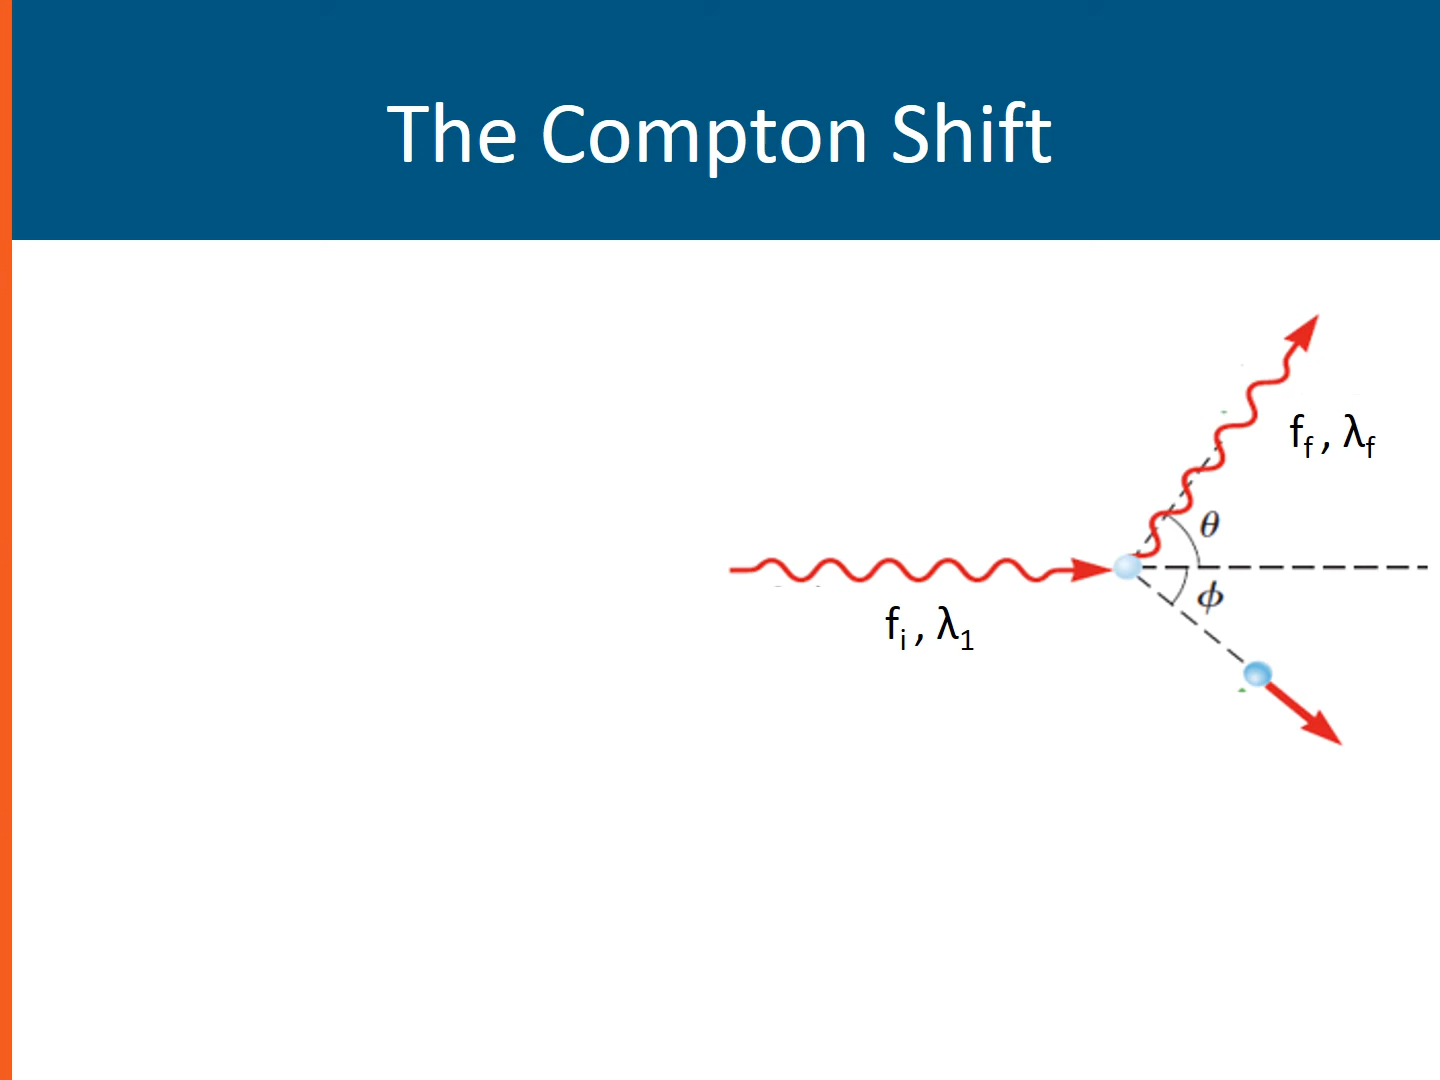 The Compton Shift
f_f , λ_f
θ
ϕ
f_i , λ_1